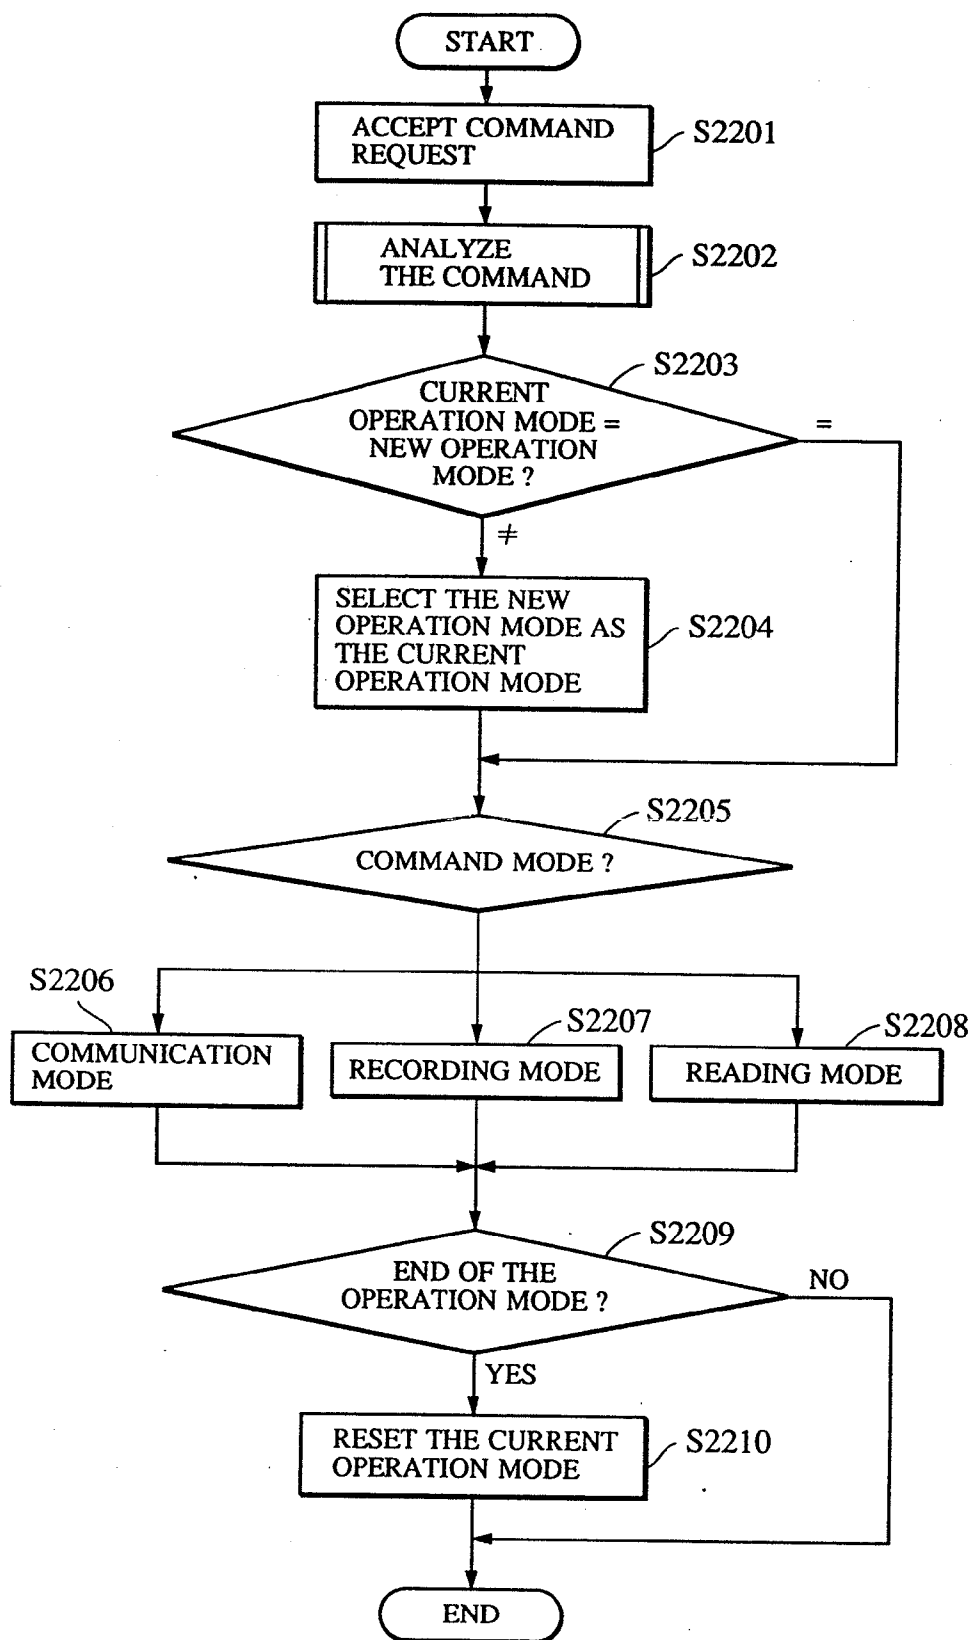 START
ACCEPT COMMAND
REQUEST
S2201
ANALYZE
THE COMMAND
S2202
S2203
CURRENT
OPERATION MODE =
NEW OPERATION
MODE ?
=
≠
SELECT THE NEW
OPERATION MODE AS
THE CURRENT
OPERATION MODE
S2204
S2205
COMMAND MODE ?
S2206
COMMUNICATION
MODE
S2207
RECORDING MODE
S2208
READING MODE
S2209
END OF THE
OPERATION MODE ?
NO
YES
RESET THE CURRENT
OPERATION MODE
S2210
END